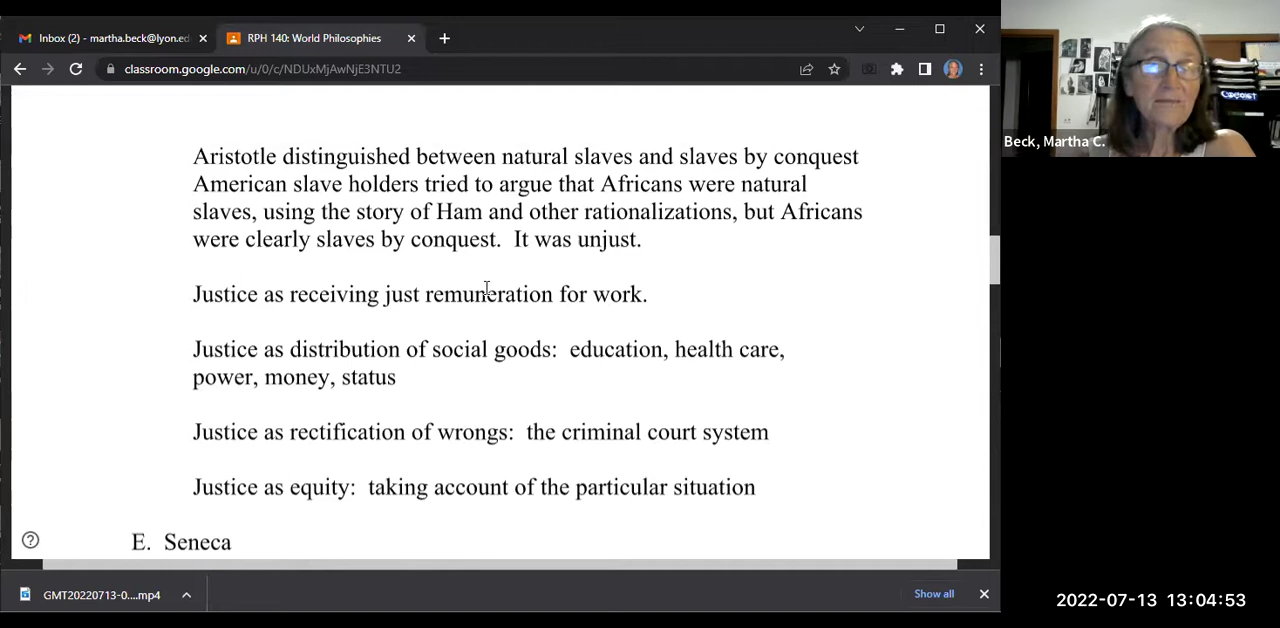 Inbox (2) - martha.beck@lyon.ed
RPH 140: World Philosophies
classroom.google.com/u/0/c/NDUxMjAwNjE3NTU2
Aristotle distinguished between natural slaves and slaves by conquest
American slave holders tried to argue that Africans were natural
slaves, using the story of Ham and other rationalizations, but Africans
were clearly slaves by conquest.  It was unjust.
Justice as receiving just remuneration for work.
Justice as distribution of social goods:  education, health care,
power, money, status
Justice as rectification of wrongs:  the criminal court system
Justice as equity:  taking account of the particular situation
E.  Seneca
GMT20220713-0....mp4
Show all
Beck, Martha C.
2022-07-13 13:04:53